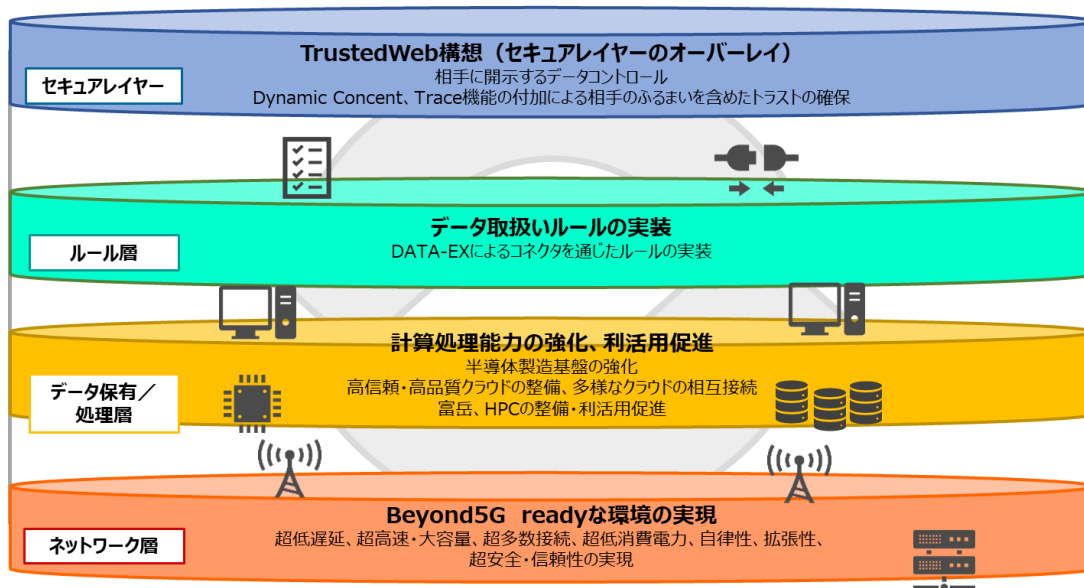 TrustedWeb構想（セキュアレイヤーのオーバーレイ）
セキュアレイヤー
相手に開示するデータコントロール
Dynamic Concent、Trace機能の付加による相手のふるまいを含めたトラストの確保
データ取扱いルールの実装
ルール層
DATA-EXによるコネクタを通じたルールの実装
計算処理能力の強化、利活用促進
半導体製造基盤の強化
データ保有／
処理層
高信頼・高品質クラウドの整備、多様なクラウドの相互接続
富岳、HPCの整備・利活用促進
Beyond5G readyな環境の実現
ネットワーク層
超低遅延、超高速・大容量、超多数接続、超低消費電力、自律性、拡張性、
超安全・信頼性の実現